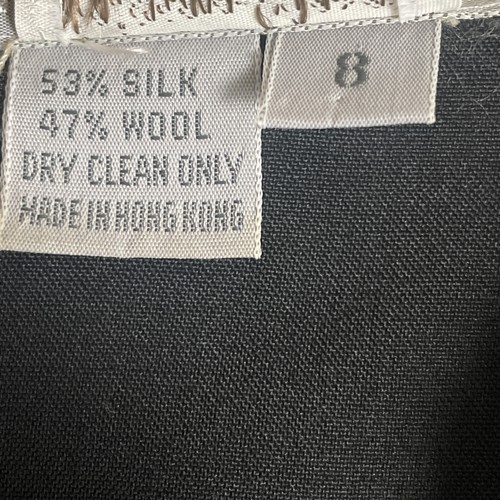 53% SILK
47% WOOL
DRY CLEAN ONLY
MADE IN HONG KONG
8